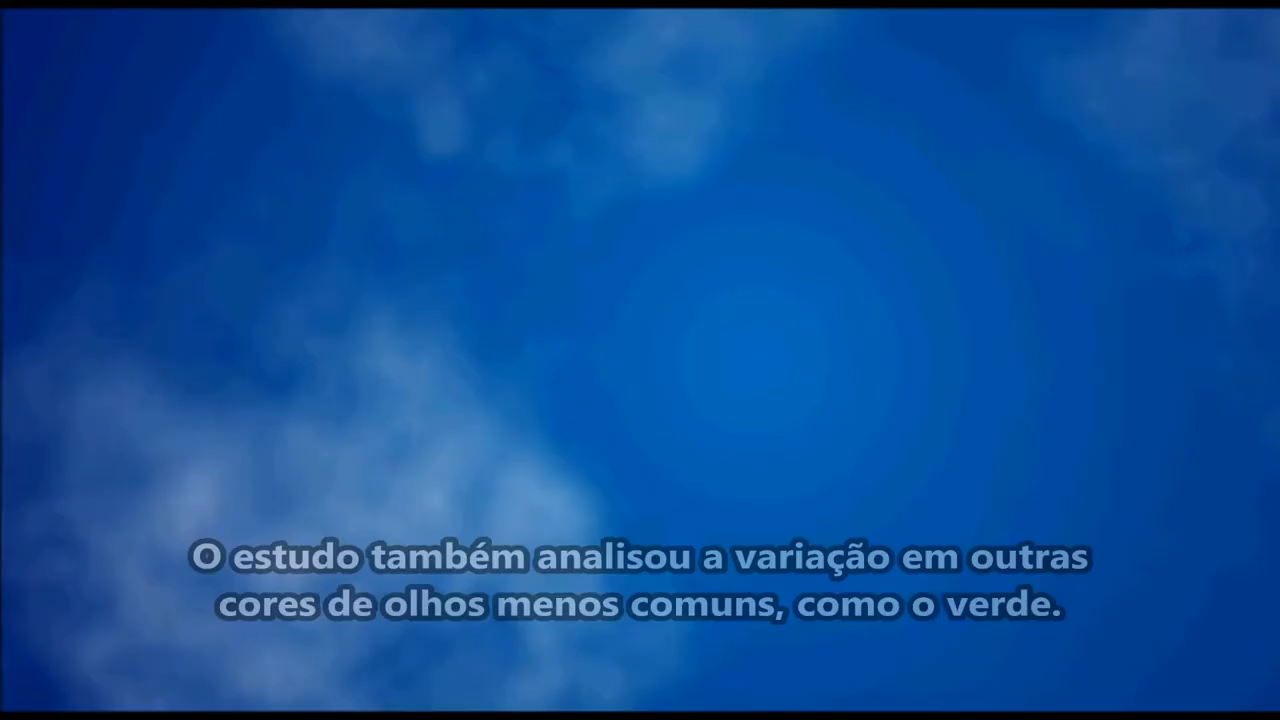 O estudo também analisou a variação em outras
cores de olhos menos comuns, como o verde.